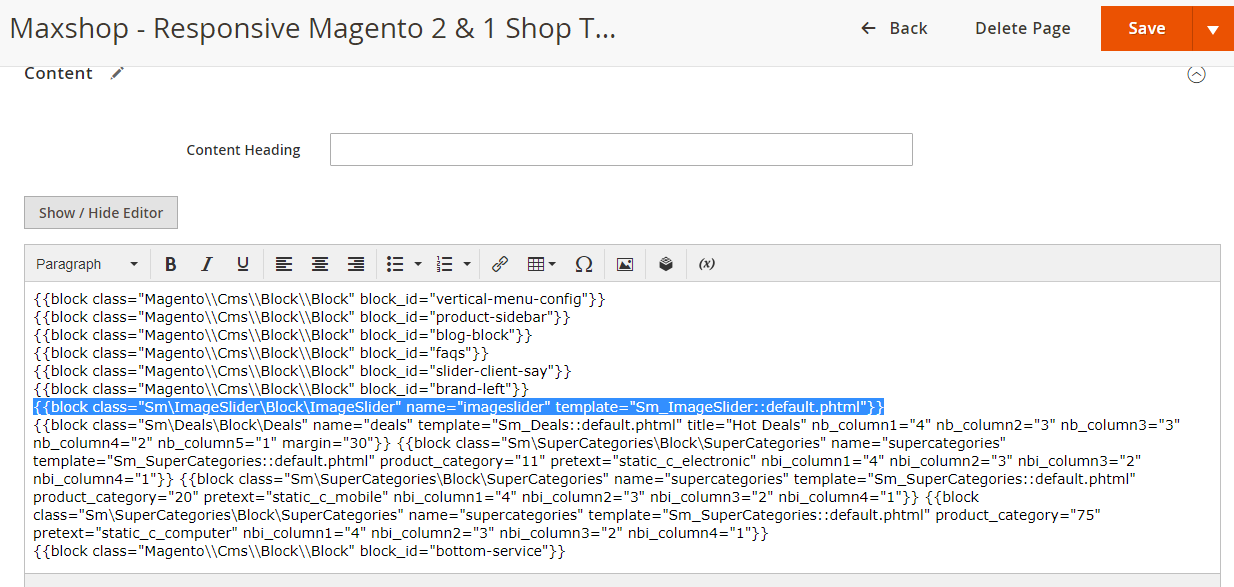 Maxshop - Responsive Magento 2 & 1 Shop T...
Back
Delete Page
Save
Content
Content Heading
Show / Hide Editor
Paragraph
B
I
U
Ω
(x)
{{block class="Magento\\Cms\\Block\\Block" block_id="vertical-menu-config"}}
{{block class="Magento\\Cms\\Block\\Block" block_id="product-sidebar"}}
{{block class="Magento\\Cms\\Block\\Block" block_id="blog-block"}}
{{block class="Magento\\Cms\\Block\\Block" block_id="faqs"}}
{{block class="Magento\\Cms\\Block\\Block" block_id="slider-client-say"}}
{{block class="Magento\\Cms\\Block\\Block" block_id="brand-left"}}
{{block class="Sm\ImageSlider\Block\ImageSlider" name="imageslider" template="Sm_ImageSlider::default.phtml"}}
{{block class="Sm\Deals\Block\Deals" name="deals" template="Sm_Deals::default.phtml" title="Hot Deals" nb_column1="4" nb_column2="3" nb_column3="3"
nb_column4="2" nb_column5="1" margin="30"}} {{block class="Sm\SuperCategories\Block\SuperCategories" name="supercategories"
template="Sm_SuperCategories::default.phtml" product_category="11" pretext="static_c_electronic" nbi_column1="4" nbi_column2="3" nbi_column3="2"
nbi_column4="1"}} {{block class="Sm\SuperCategories\Block\SuperCategories" name="supercategories" template="Sm_SuperCategories::default.phtml"
product_category="20" pretext="static_c_mobile" nbi_column1="4" nbi_column2="3" nbi_column3="2" nbi_column4="1"}} {{block
class="Sm\SuperCategories\Block\SuperCategories" name="supercategories" template="Sm_SuperCategories::default.phtml" product_category="75"
pretext="static_c_computer" nbi_column1="4" nbi_column2="3" nbi_column3="2" nbi_column4="1"}}
{{block class="Magento\\Cms\\Block\\Block" block_id="bottom-service"}}